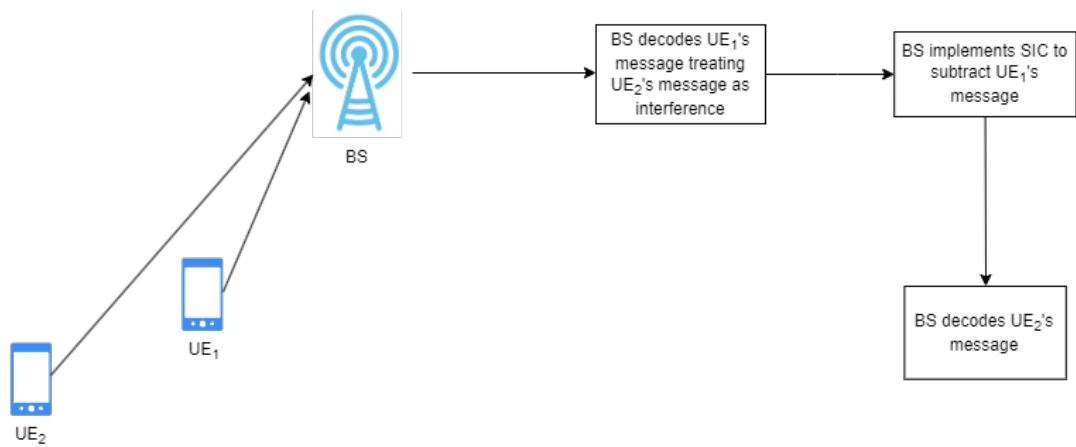 BS decodes UE₁'s
message treating
UE₂'s message as
interference
BS implements SIC to
subtract UE₁'s
message
BS
UE₁
UE₂
BS decodes UE₂'s
message